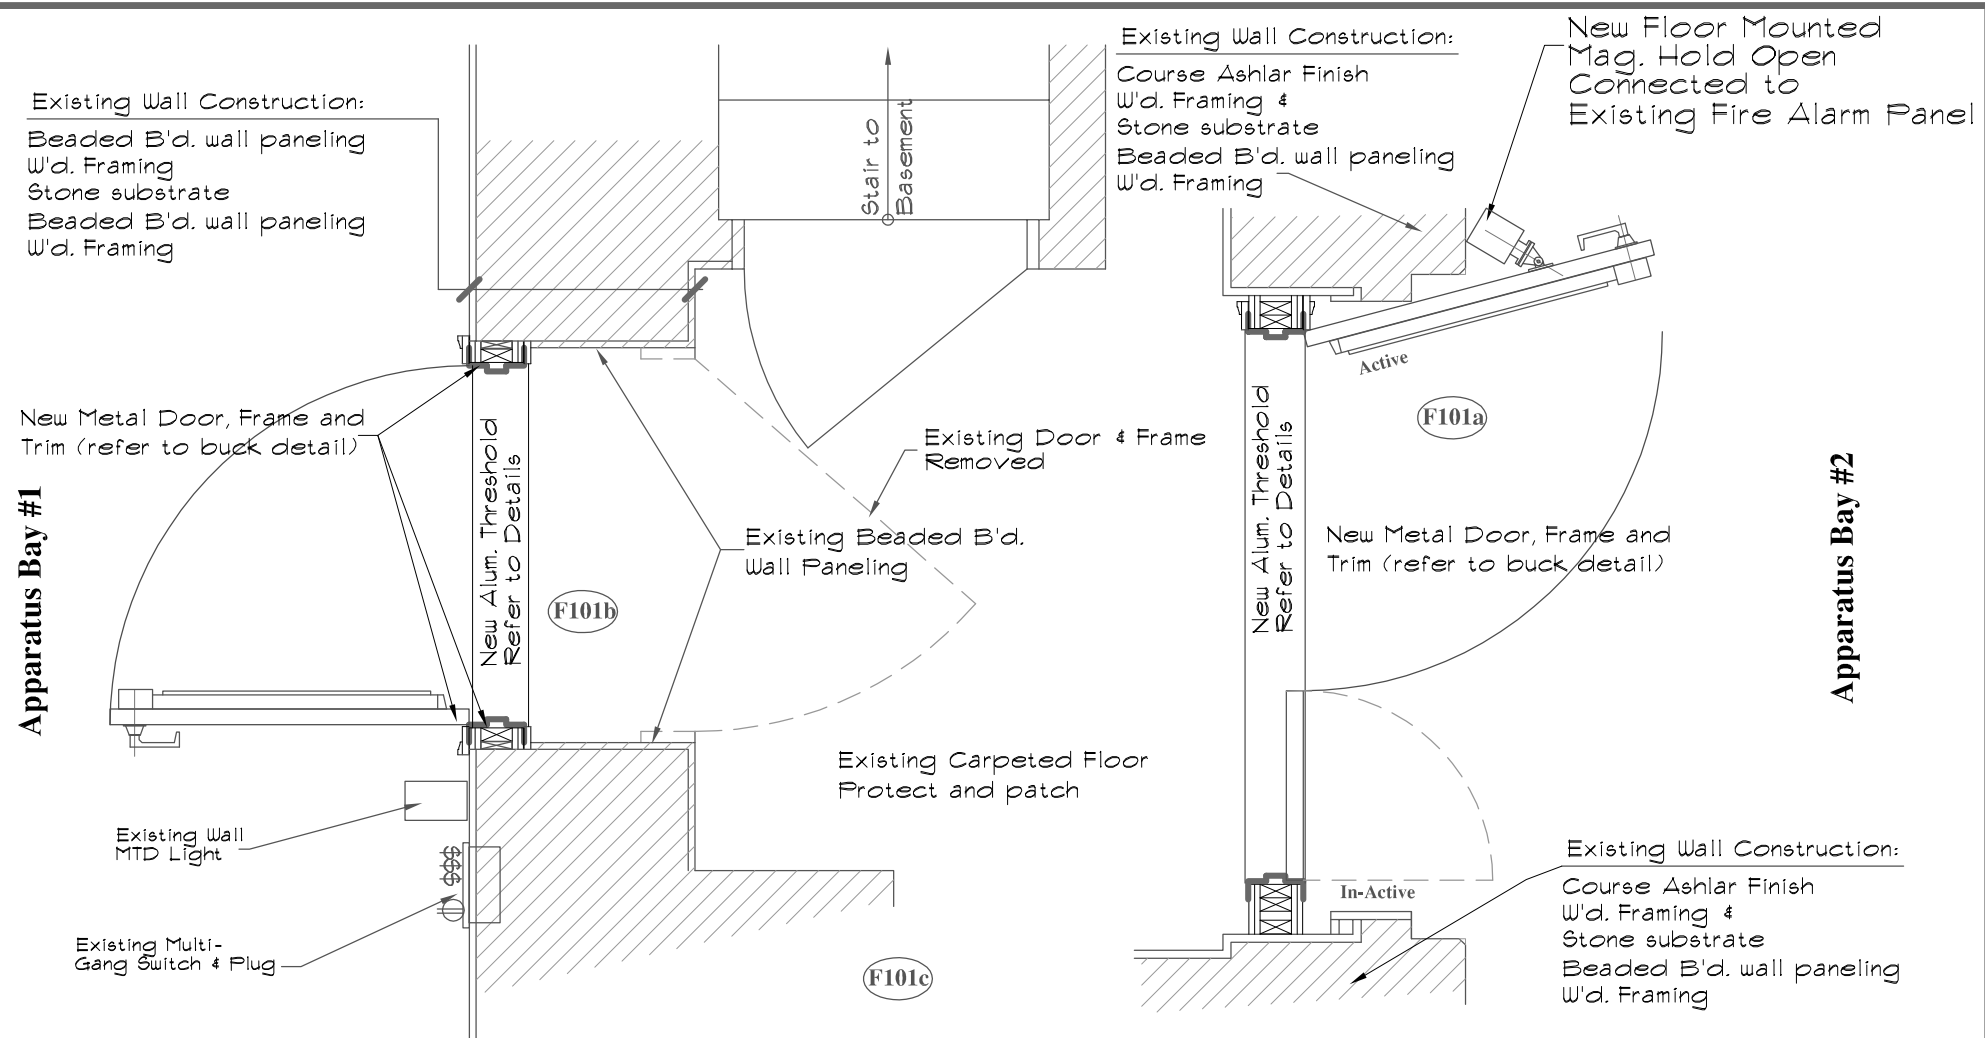 Existing Wall Construction:
Beaded B'd. wall paneling
W'd. Framing
Stone substrate
Beaded B'd. wall paneling
W'd. Framing
Stair to
Basement
Existing Wall Construction:
Course Ashlar Finish
W'd. Framing &
Stone substrate
Beaded B'd. wall paneling
W'd. Framing
New Floor Mounted
Mag. Hold Open
Connected to
Existing Fire Alarm Panel
Active
F101a
New Metal Door, Frame and
Trim (refer to buck detail)
Apparatus Bay #1
New Alum. Threshold
Refer to Details
F101b
Existing Door & Frame
Removed
Existing Beaded B'd.
Wall Paneling
New Alum. Threshold
Refer to Details
New Metal Door, Frame and
Trim (refer to buck detail)
Apparatus Bay #2
Existing Carpeted Floor
Protect and patch
Existing Wall
MTD Light
SSS
Existing Multi-
Gang Switch & Plug
F101c
In-Active
Existing Wall Construction:
Course Ashlar Finish
W'd. Framing &
Stone substrate
Beaded B'd. wall paneling
W'd. Framing